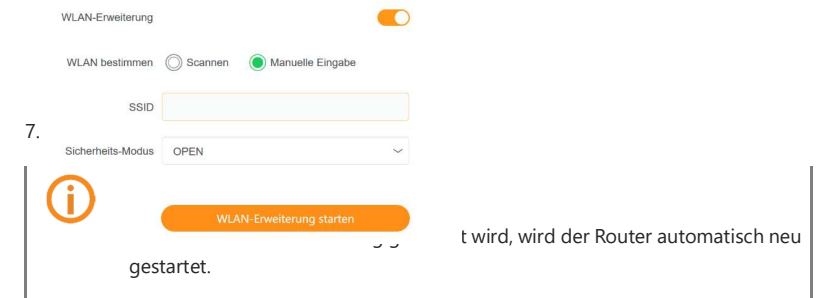 WLAN-Erweiterung
WLAN bestimmen Scannen Manuelle Eingabe
SSID
7.
Sicherheits-Modus OPEN
WLAN-Erweiterung starten
t wird, wird der Router automatisch neu
gestartet.